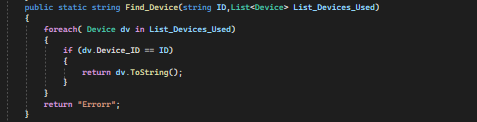 public static string Find_Device(string ID,List<Device> List_Devices_Used)
{
foreach( Device dv in List_Devices_Used)
{
if (dv.Device_ID == ID)
{
return dv.ToString();
}
}
return "Errorr";
}